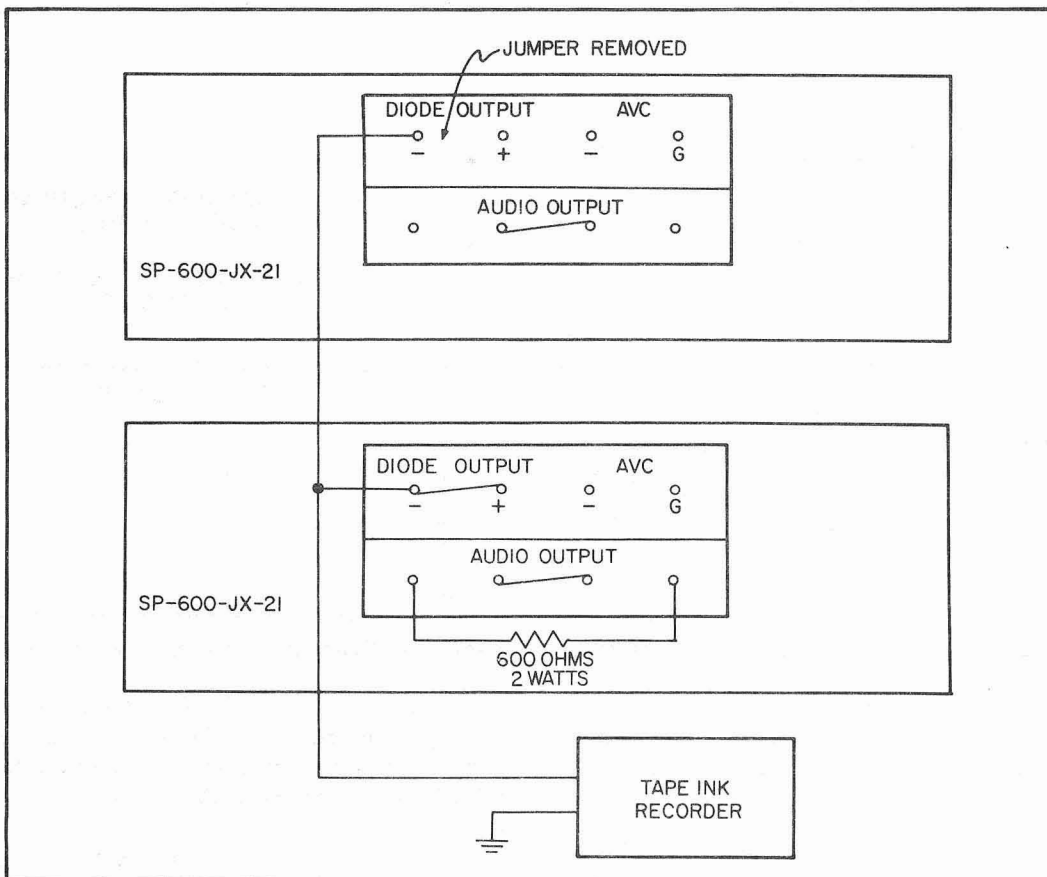 JUMPER REMOVED
DIODE OUTPUT AVC
- + - G
AUDIO OUTPUT
SP-600-JX-21
DIODE OUTPUT AVC
- + - G
AUDIO OUTPUT
SP-600-JX-21
600 OHMS
2 WATTS
TAPE INK
RECORDER